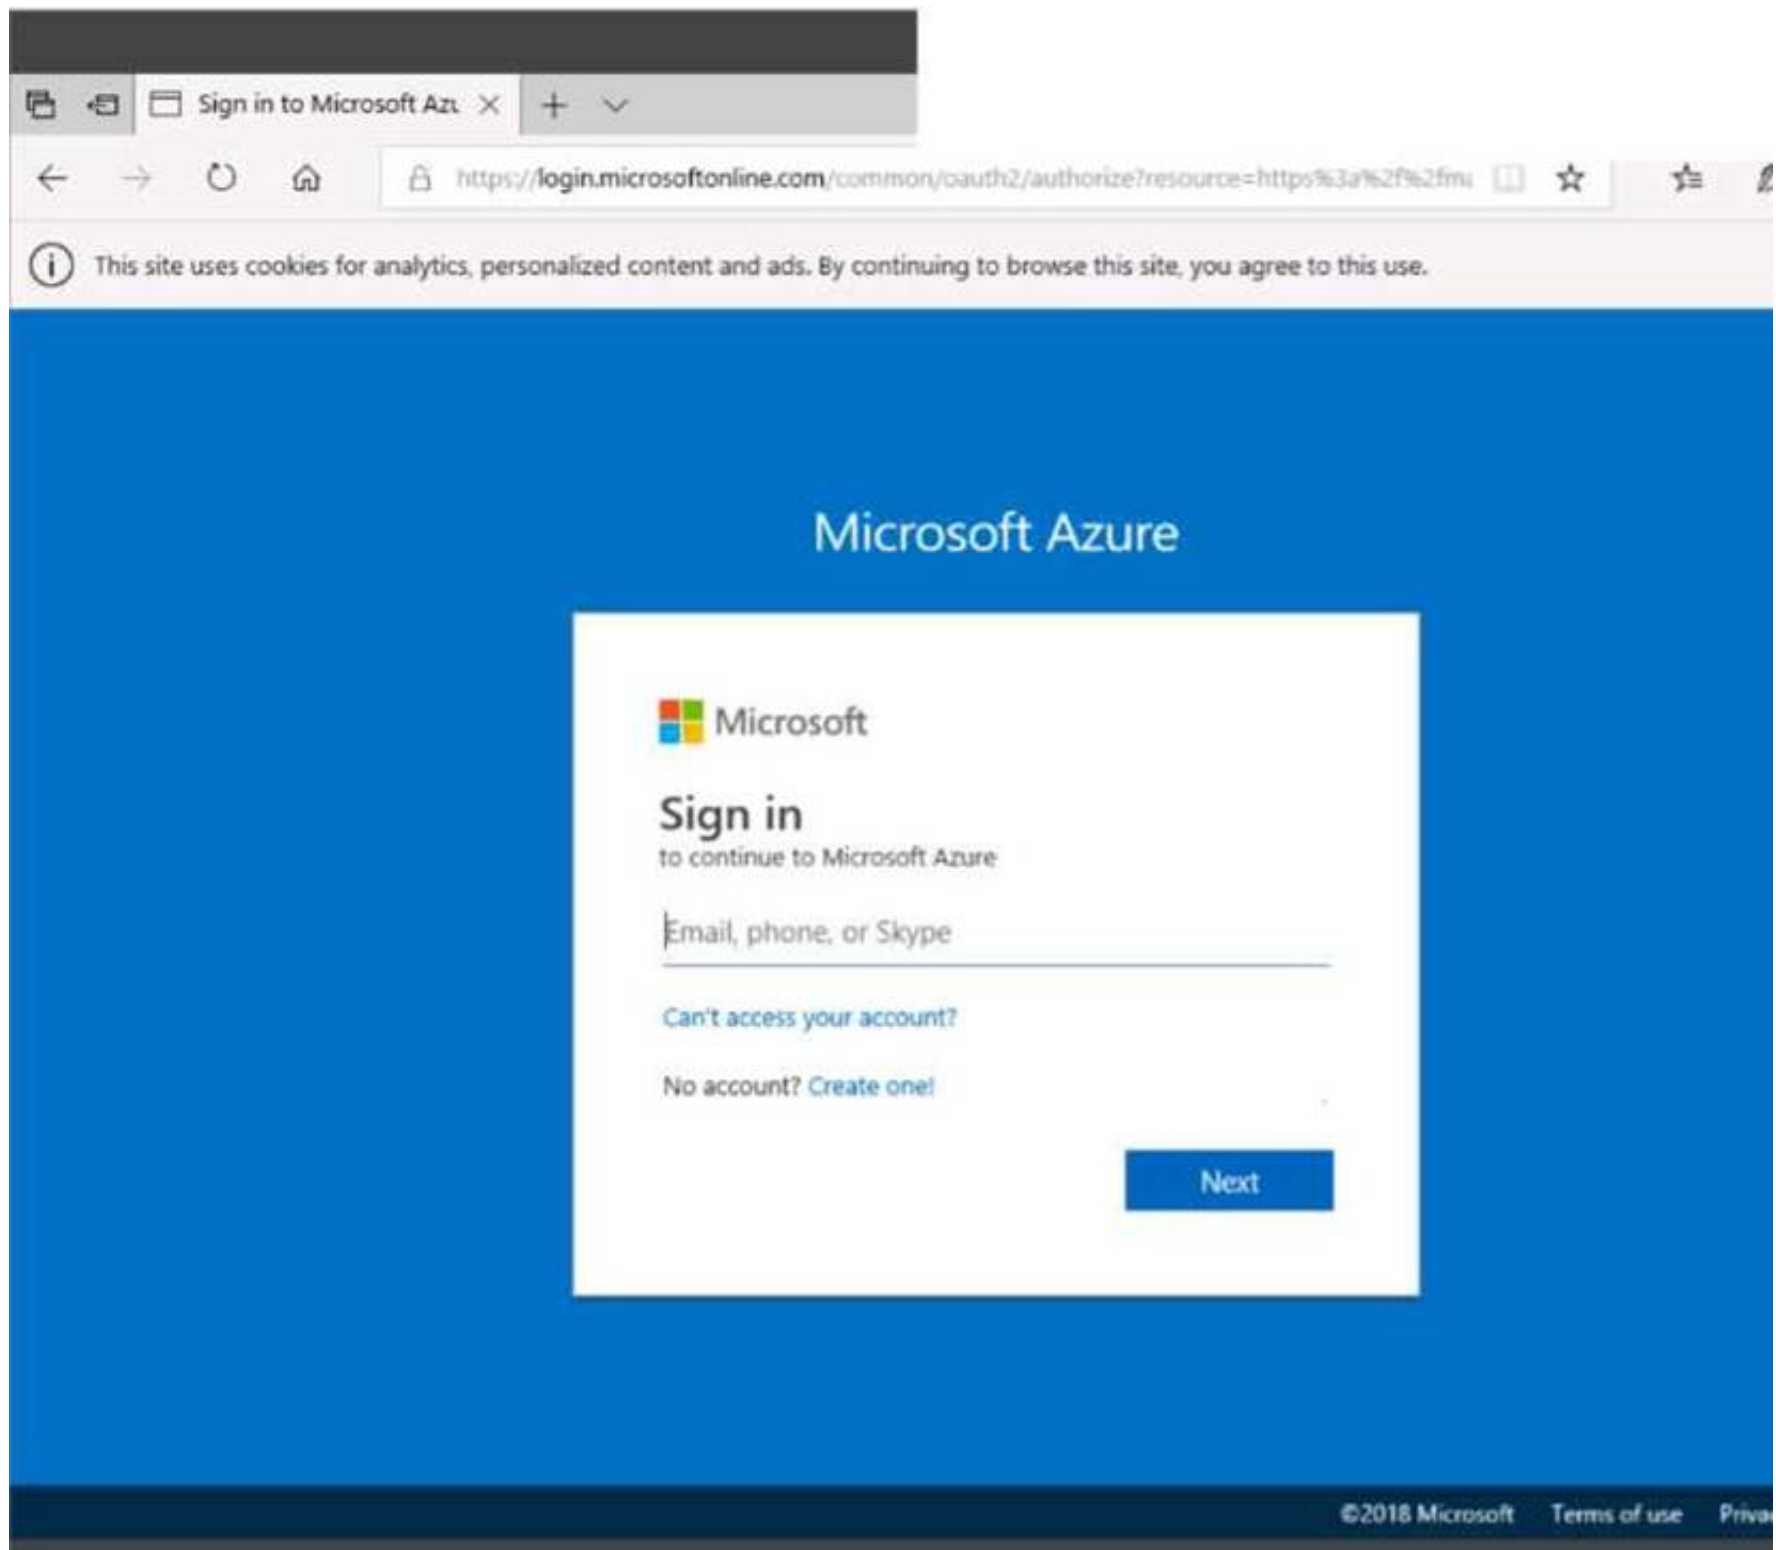 Sign in to Microsoft Azu
https://login.microsoftonline.com/common/oauth2/authorize?resource=https%3a%2f%2fma
This site uses cookies for analytics, personalized content and ads. By continuing to browse this site, you agree to this use.
Microsoft Azure
Microsoft
Sign in
to continue to Microsoft Azure
Email, phone, or Skype
Can't access your account?
No account? Create one!
Next
©2018 Microsoft Terms of use Privac